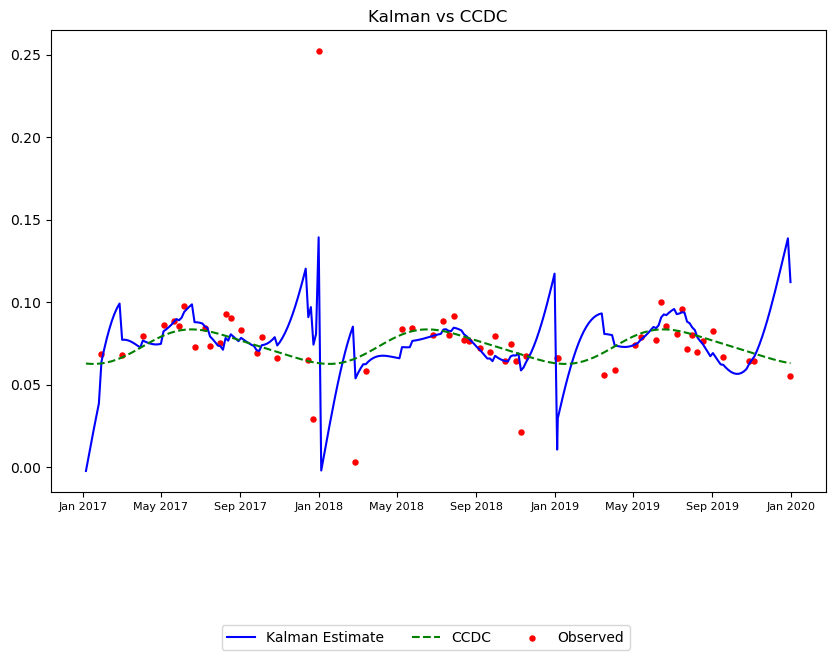 Kalman vs CCDC
0.25
0.20
0.15
0.10
0.05
0.00
Jan 2017 May 2017 Sep 2017 Jan 2018 May 2018 Sep 2018 Jan 2019 May 2019 Sep 2019 Jan 2020
Kalman Estimate CCDC Observed